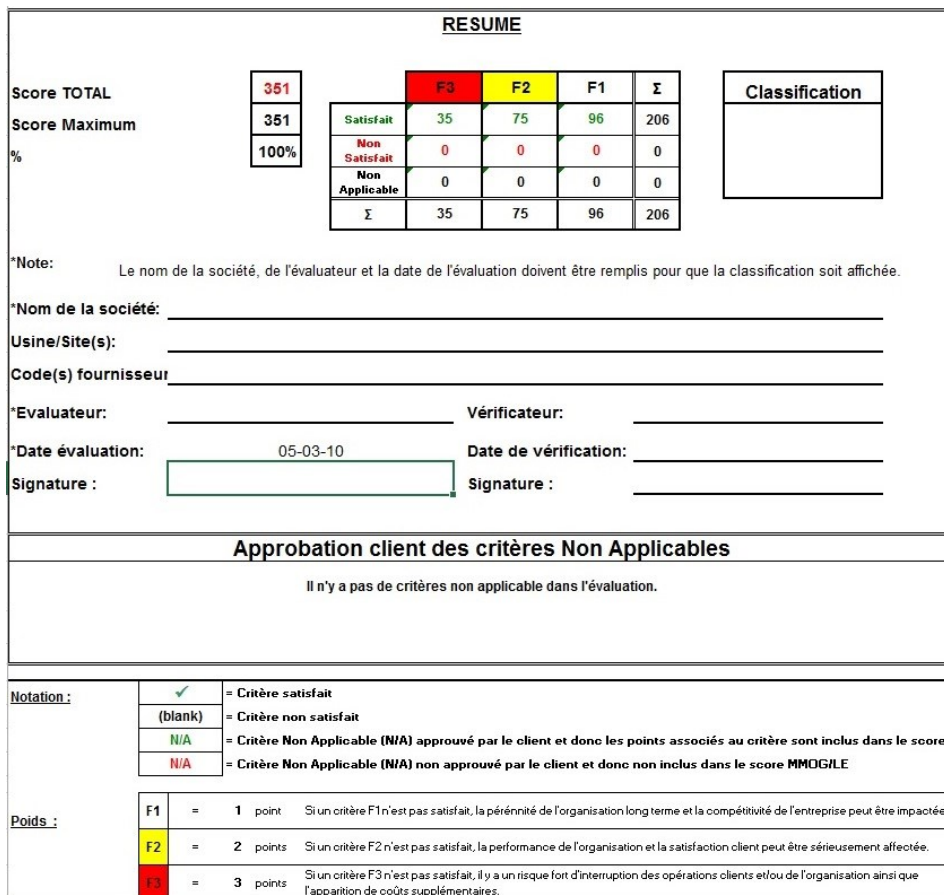 RESUME
Score TOTAL 351
Score Maximum 351
% 100%
F3 F2 F1 Σ
Satisfait 35 75 96 206
Non Satisfait 0 0 0 0
Non Applicable 0 0 0 0
Σ 35 75 96 206
Classification
*Note: Le nom de la société, de l'évaluateur et la date de l'évaluation doivent être remplis pour que la classification soit affichée.
*Nom de la société:
Usine/Site(s):
Code(s) fournisseur
*Evaluateur: Vérificateur:
*Date évaluation: 05-03-10 Date de vérification:
Signature : Signature :
Approbation client des critères Non Applicables
Il n'y a pas de critères non applicable dans l'évaluation.
Notation :
✓ = Critère satisfait
(blank) = Critère non satisfait
N/A = Critère Non Applicable (N/A) approuvé par le client et donc les points associés au critère sont inclus dans le score
N/A = Critère Non Applicable (N/A) non approuvé par le client et donc non inclus dans le score MMOG/LE
Poids :
F1 = 1 point Si un critère F1 n'est pas satisfait, la pérénnité de l'organisation long terme et la compétitivité de l'entreprise peut être impactée
F2 = 2 points Si un critère F2 n'est pas satisfait, la performance de l'organisation et la satisfaction client peut être sérieusement affectée.
F3 = 3 points Si un critère F3 n'est pas satisfait, il y a un risque fort d'interruption des opérations clients et/ou de l'organisation ainsi que
l'apparition de coûts supplémentaires.